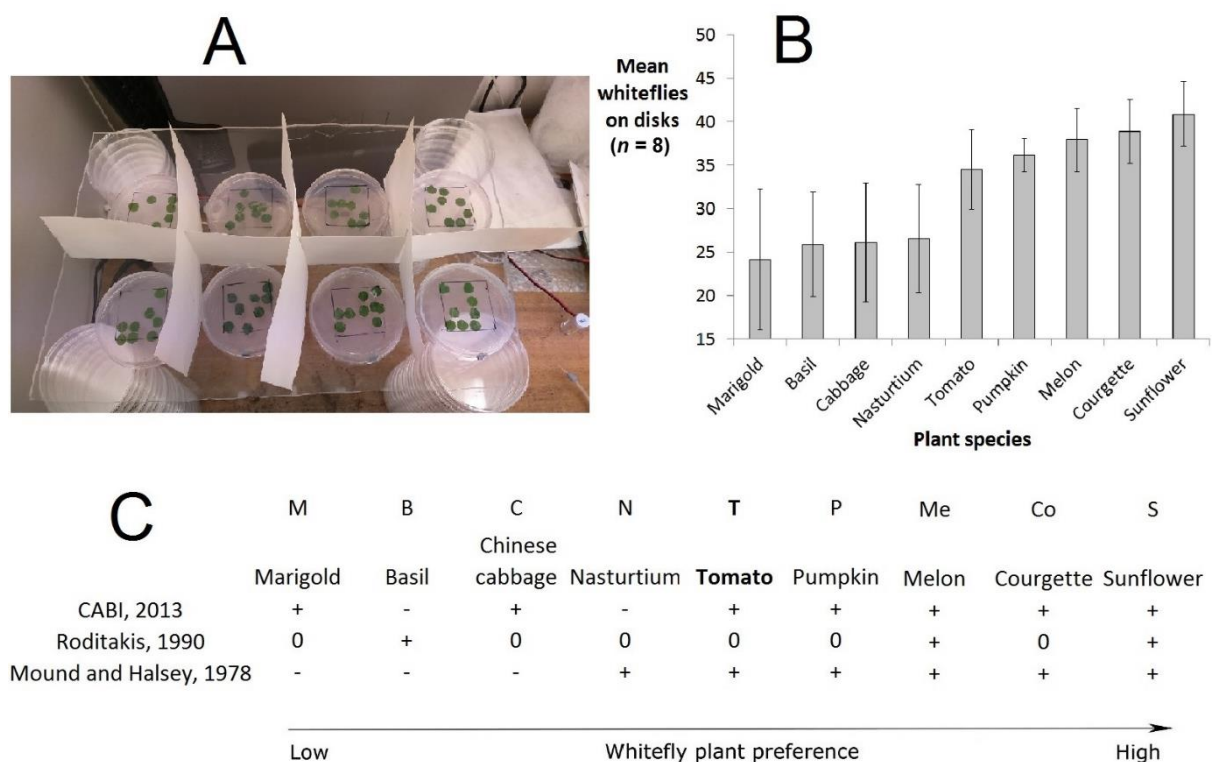 A
B
Mean
whiteflies
on disks
(n = 8)
50
45
40
35
30
25
20
15
Marigold
Basil
Cabbage
Nasturtium
Tomato
Pumpkin
Melon
Courgette
Sunflower
Plant species
C
M B C N T P Me Co S
Chinese
Marigold Basil cabbage Nasturtium Tomato Pumpkin Melon Courgette Sunflower
CABI, 2013 + - + - + + + + +
Roditakis, 1990 0 + 0 0 0 0 + 0 +
Mound and Halsey, 1978 - - - + + + + + +
Low Whitefly plant preference High